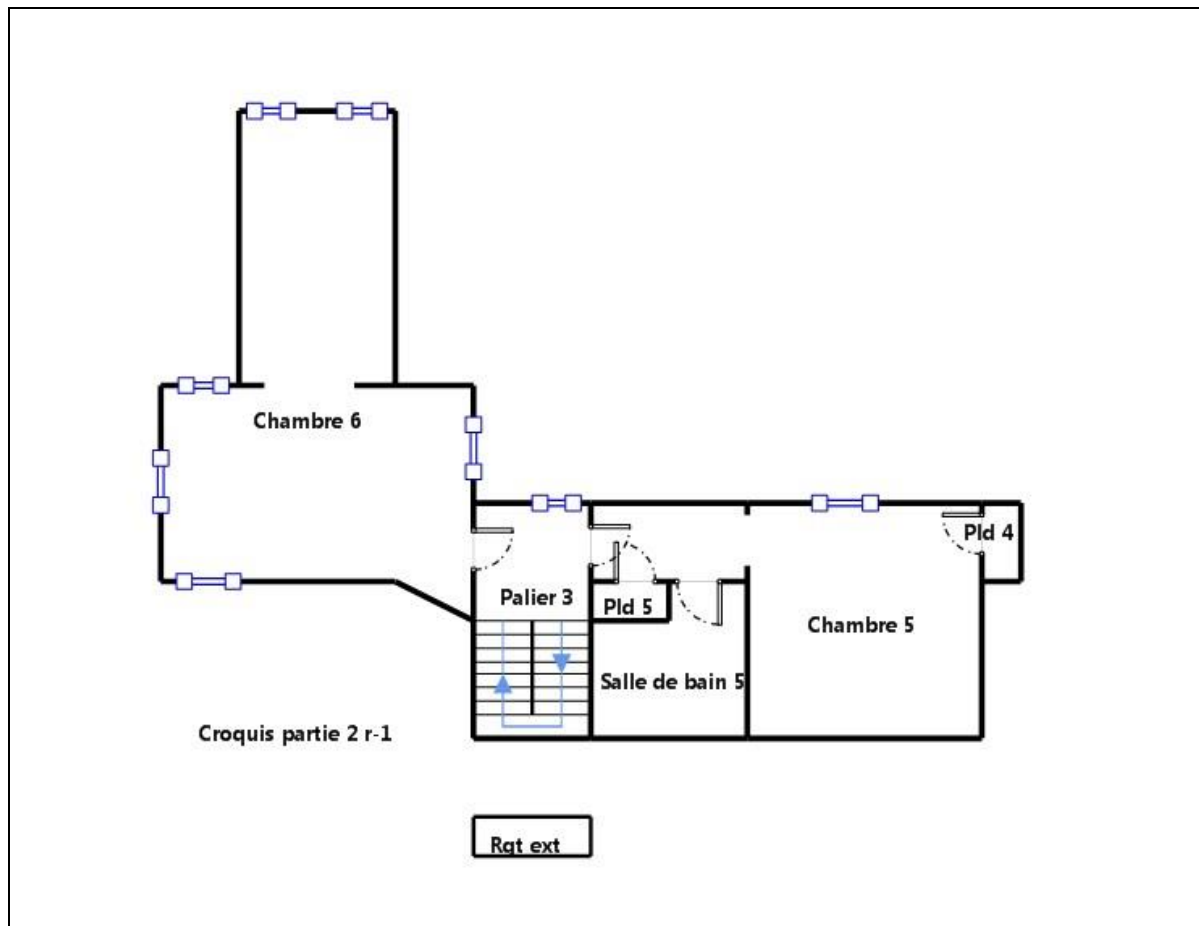 Chambre 6
Pld 4
Palier 3
Pld 5
Chambre 5
Salle de bain 5
Croquis partie 2 r-1
Rgt ext